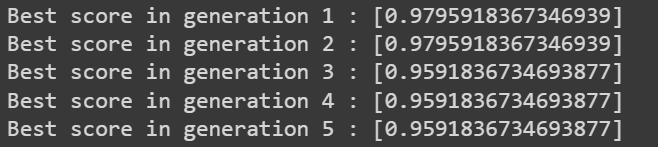 Best score in generation 1 : [0.9795918367346939]
Best score in generation 2 : [0.9795918367346939]
Best score in generation 3 : [0.9591836734693877]
Best score in generation 4 : [0.9591836734693877]
Best score in generation 5 : [0.9591836734693877]